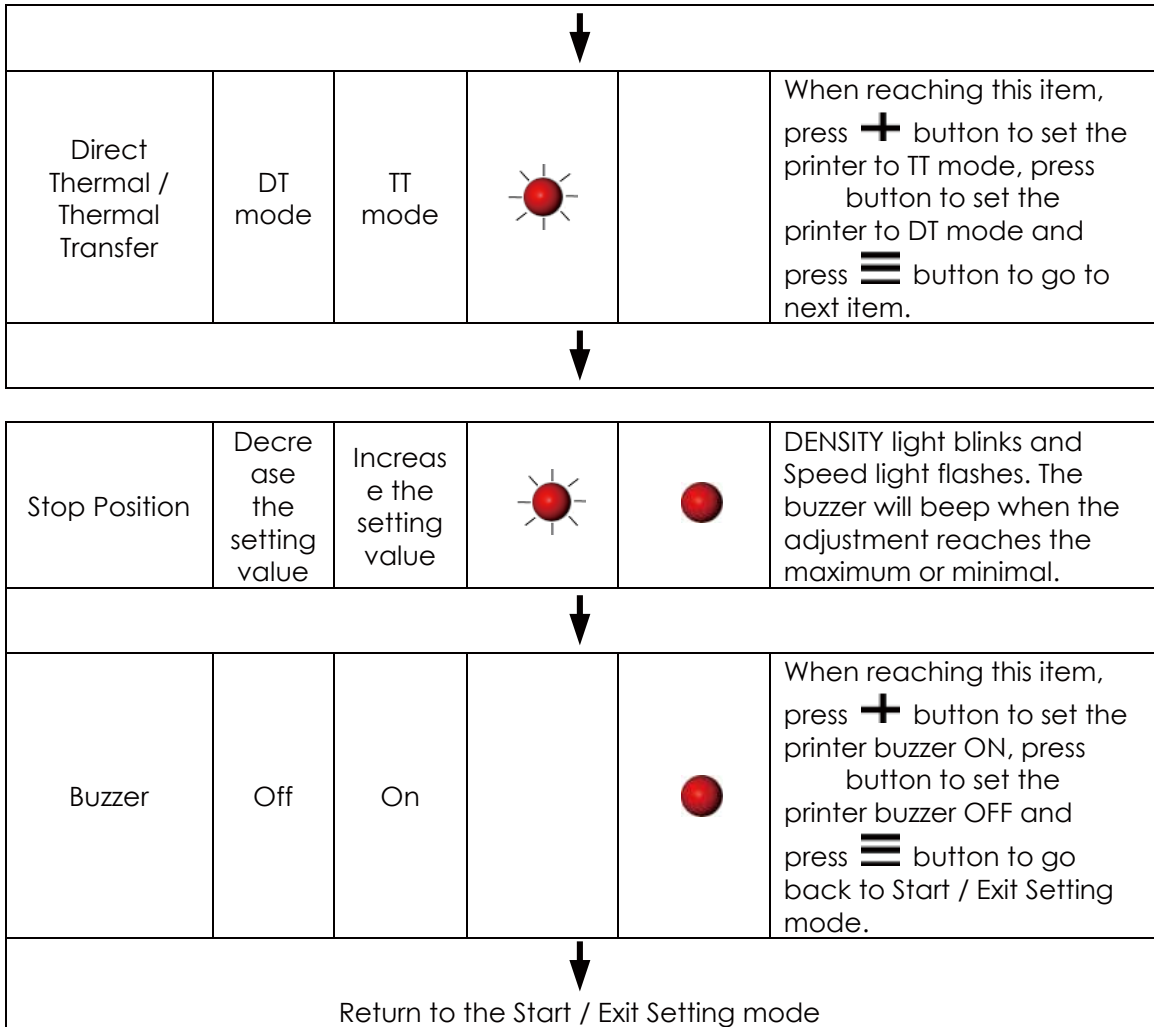 Direct
Thermal /
Thermal
Transfer
DT
mode
TT
mode
When reaching this item,
press + button to set the
printer to TT mode, press
button to set the
printer to DT mode and
press ☰ button to go to
next item.
Stop Position
Decre
ase
the
setting
value
Increas
e the
setting
value
DENSITY light blinks and
Speed light flashes. The
buzzer will beep when the
adjustment reaches the
maximum or minimal.
Buzzer
Off
On
When reaching this item,
press + button to set the
printer buzzer ON, press
button to set the
printer buzzer OFF and
press ☰ button to go
back to Start / Exit Setting
mode.
Return to the Start / Exit Setting mode